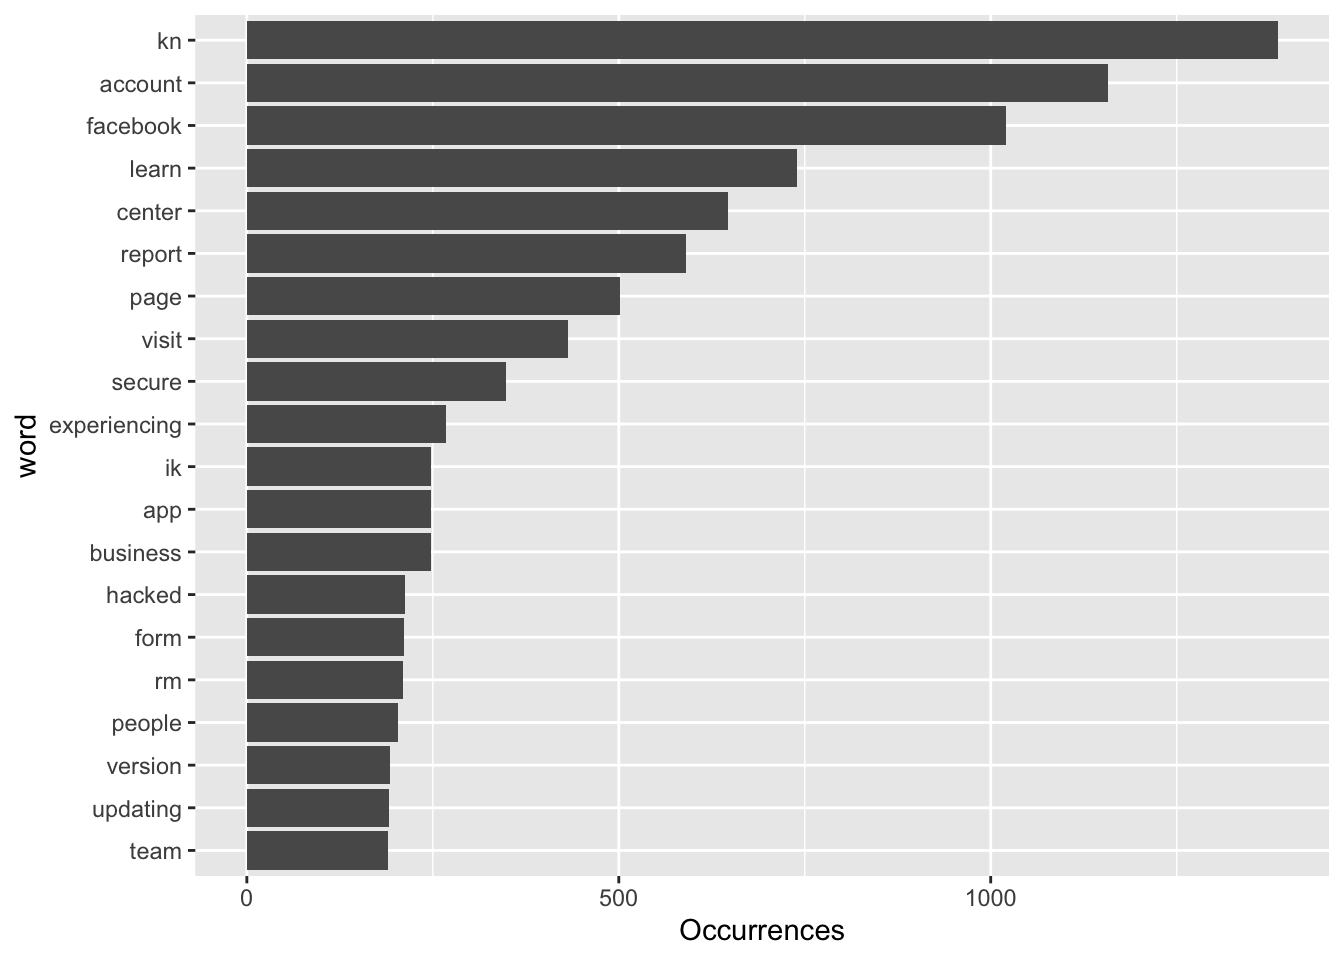 kn
account
facebook
learn
center
report
page
visit
secure
experiencing
ik
app
business
hacked
form
rm
people
version
updating
team
word
0 500 1000
Occurrences